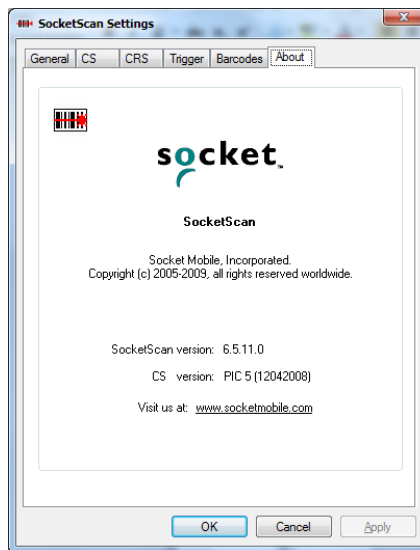 SocketScan Settings
General CS CRS Trigger Barcodes About
socket™
SocketScan
Socket Mobile, Incorporated.
Copyright (c) 2005-2009, all rights reserved worldwide.
SocketScan version: 6.5.11.0
CS version: PIC 5 (12042008)
Visit us at: www.socketmobile.com
OK Cancel Apply